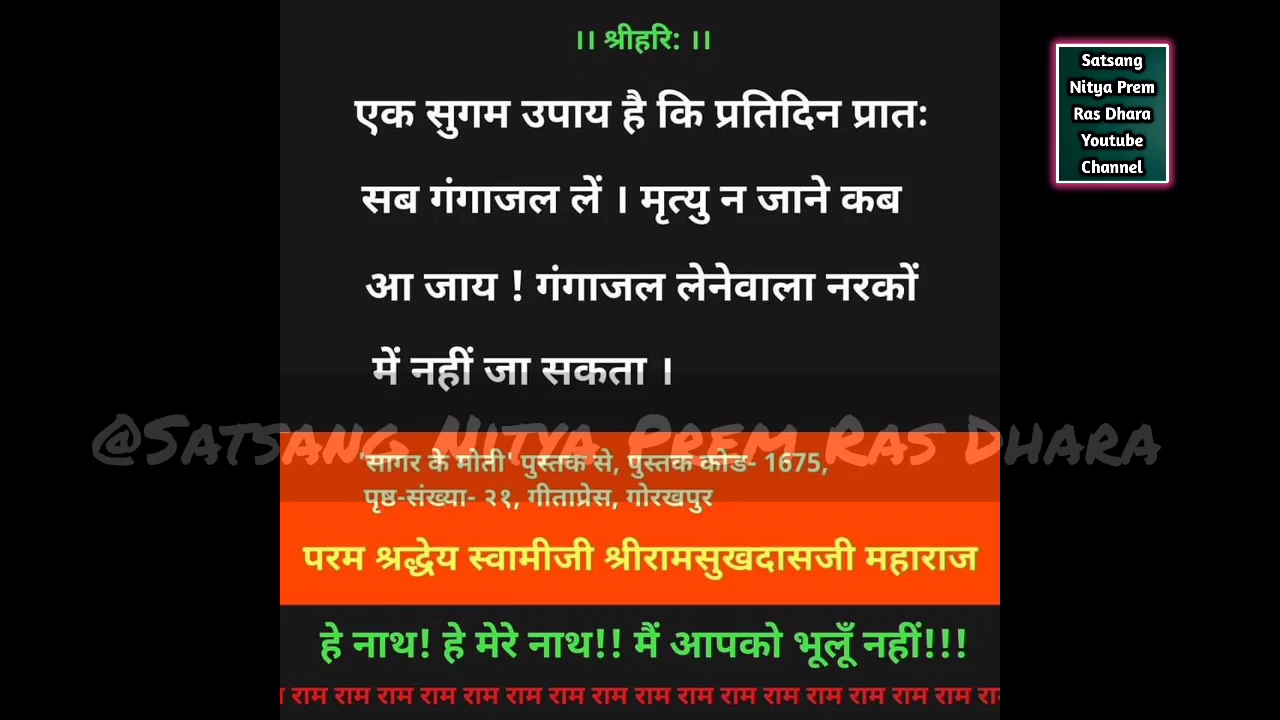 ।। श्रीहरि: ।।
एक सुगम उपाय है कि प्रतिदिन प्रातः
सब गंगाजल लें । मृत्यु न जाने कब
आ जाय ! गंगाजल लेनेवाला नरकों
में नहीं जा सकता ।
Satsang
Nitya Prem
Ras Dhara
Youtube
Channel
@Satsang Nitya Prem Ras Dhara
'सागर के मोती' पुस्तक से, पुस्तक कोड- 1675,
पृष्ठ-संख्या- २१, गीताप्रेस, गोरखपुर
परम श्रद्धेय स्वामीजी श्रीरामसुखदासजी महाराज
हे नाथ! हे मेरे नाथ!! मैं आपको भूलूँ नहीं!!!
राम राम राम राम राम राम राम राम राम राम राम राम राम राम राम राम